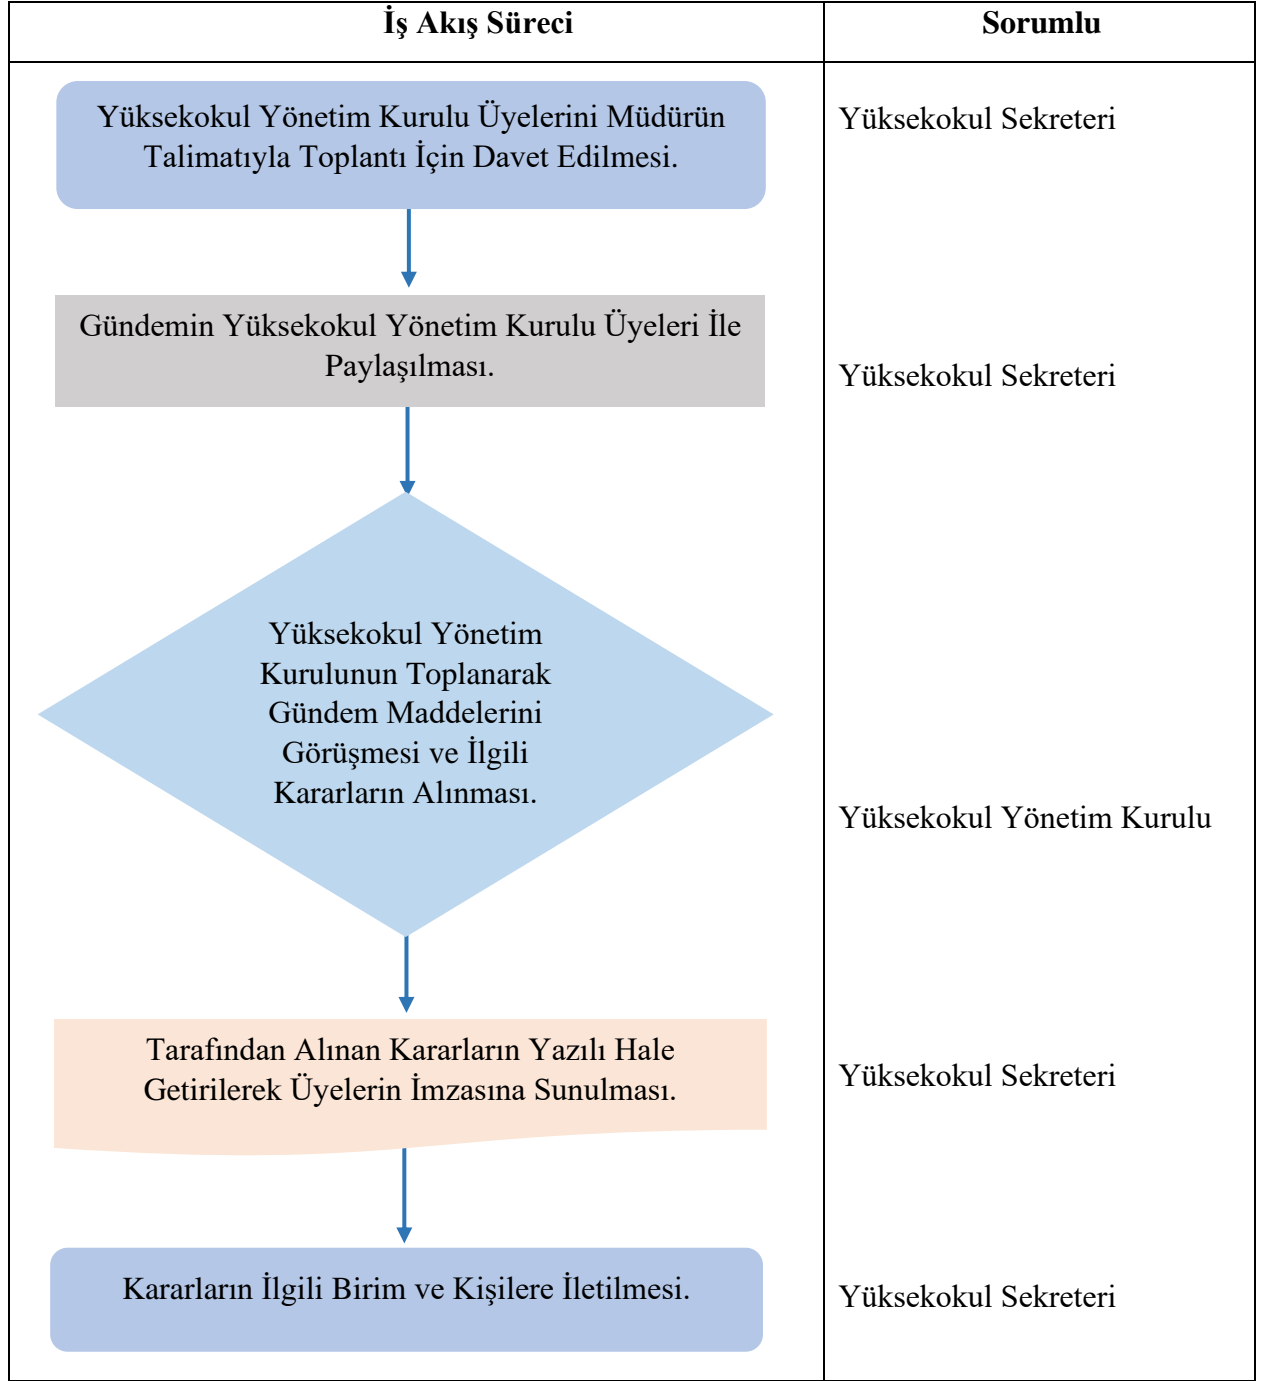 İş Akış Süreci
Sorumlu
Yüksekokul Yönetim Kurulu Üyelerini Müdürün
Talimatıyla Toplantı İçin Davet Edilmesi.
Yüksekokul Sekreteri
Gündemin Yüksekokul Yönetim Kurulu Üyeleri İle
Paylaşılması.
Yüksekokul Sekreteri
Yüksekokul Yönetim
Kurulunun Toplanarak
Gündem Maddelerini
Görüşmesi ve İlgili
Kararların Alınması.
Yüksekokul Yönetim Kurulu
Tarafından Alınan Kararların Yazılı Hale
Getirilerek Üyelerin İmzasına Sunulması.
Yüksekokul Sekreteri
Kararların İlgili Birim ve Kişilere İletilmesi.
Yüksekokul Sekreteri